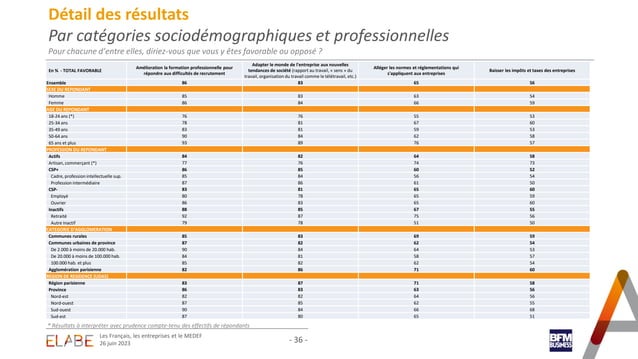 Détail des résultats
Par catégories sociodémographiques et professionnelles
Pour chacune d'entre elles, diriez-vous que vous y êtes favorable ou opposé ?
En % - TOTAL FAVORABLE
Amélioration la formation professionnelle pour répondre aux difficultés de recrutement
Adapter le monde de l'entreprise aux nouvelles tendances de société (rapport au travail, « sens » du travail, organisation du travail comme le télétravail, etc.)
Alléger les normes et réglementations qui s'appliquent aux entreprises
Baisser les impôts et taxes des entreprises
Ensemble 86 83 65 56
SEXE DU REPONDANT
Homme 85 83 63 54
Femme 86 84 66 59
AGE DU REPONDANT
18-24 ans (*) 76 76 55 53
25-34 ans 78 81 67 60
35-49 ans 83 81 59 53
50-64 ans 90 84 62 58
65 ans et plus 93 89 76 57
PROFESSION DU REPONDANT
Actifs 84 82 64 58
Artisan, commerçant (*) 77 76 74 73
CSP+ 86 85 60 52
Cadre, profession intellectuelle sup. 85 84 56 54
Profession intermédiaire 87 86 61 50
CSP- 83 81 65 60
Employé 80 78 65 59
Ouvrier 86 83 65 60
Inactifs 88 85 67 55
Retraité 92 87 75 56
Autre inactif 79 78 51 50
CATEGORIE D'AGGLOMERATION
Communes rurales 85 83 69 59
Communes urbaines de province 87 82 62 54
De 2 000 à moins de 20.000 hab. 90 84 64 53
De 20.000 à moins de 100.000 hab. 84 81 58 57
100.000 hab. et plus 85 82 62 54
Agglomération parisienne 82 86 71 60
REGION DE RESIDENCE (UDA5)
Région parisienne 83 87 71 58
Province 86 83 63 56
Nord-est 82 82 64 56
Nord-ouest 87 85 62 55
Sud-ouest 90 84 66 68
Sud-est 87 80 65 51
* Résultats à interpréter avec prudence compte tenu des effectifs de répondants
ELABE
Les Français, les entreprises et le MEDEF
26 juin 2023
- 36 -
BFM
BUSINESS